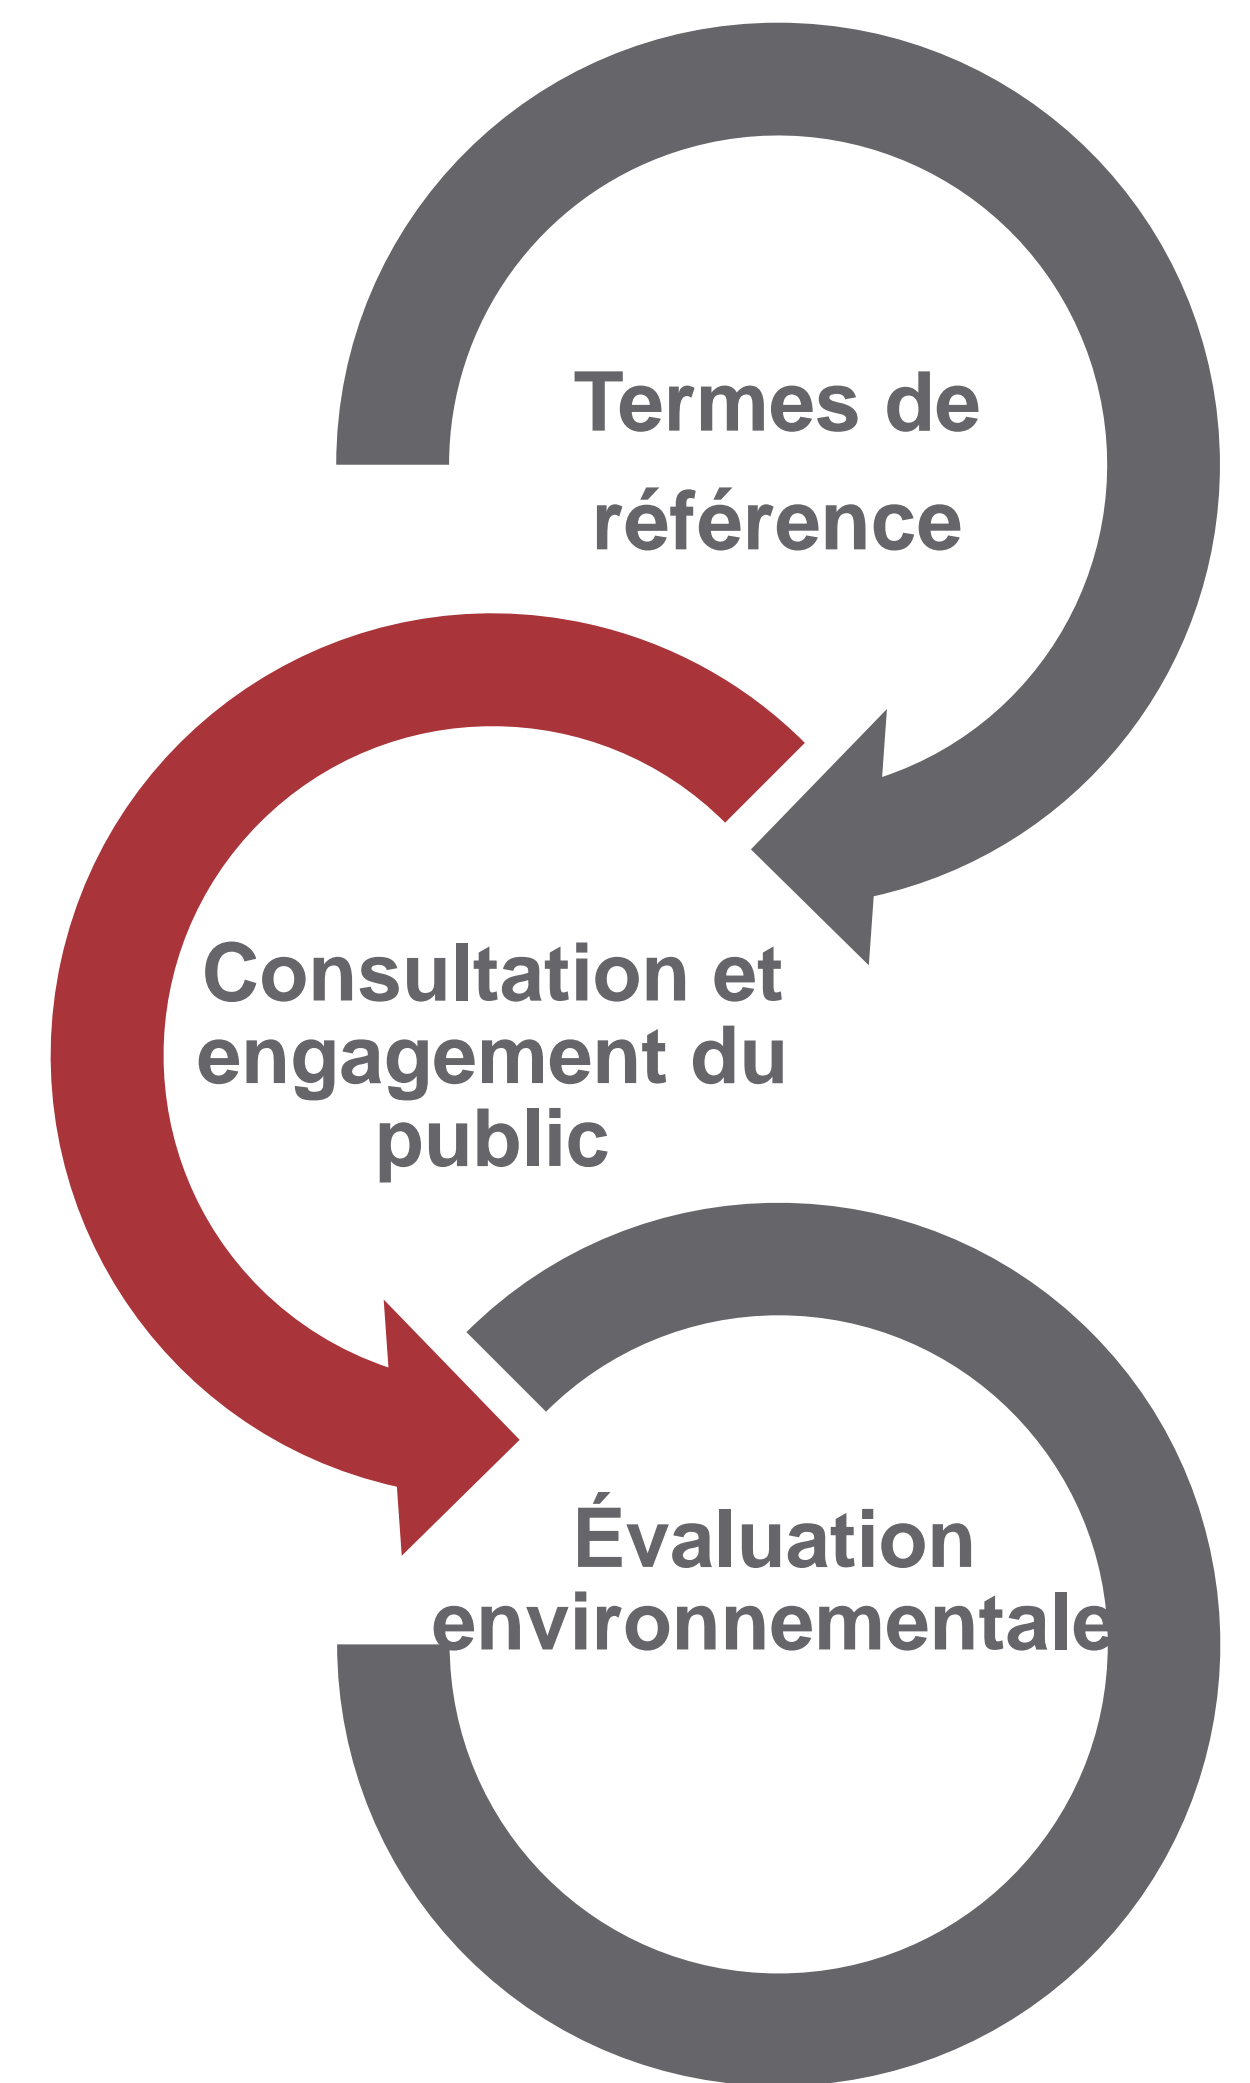 Termes de
référence
Consultation et
engagement du
public
Évaluation
environnementale